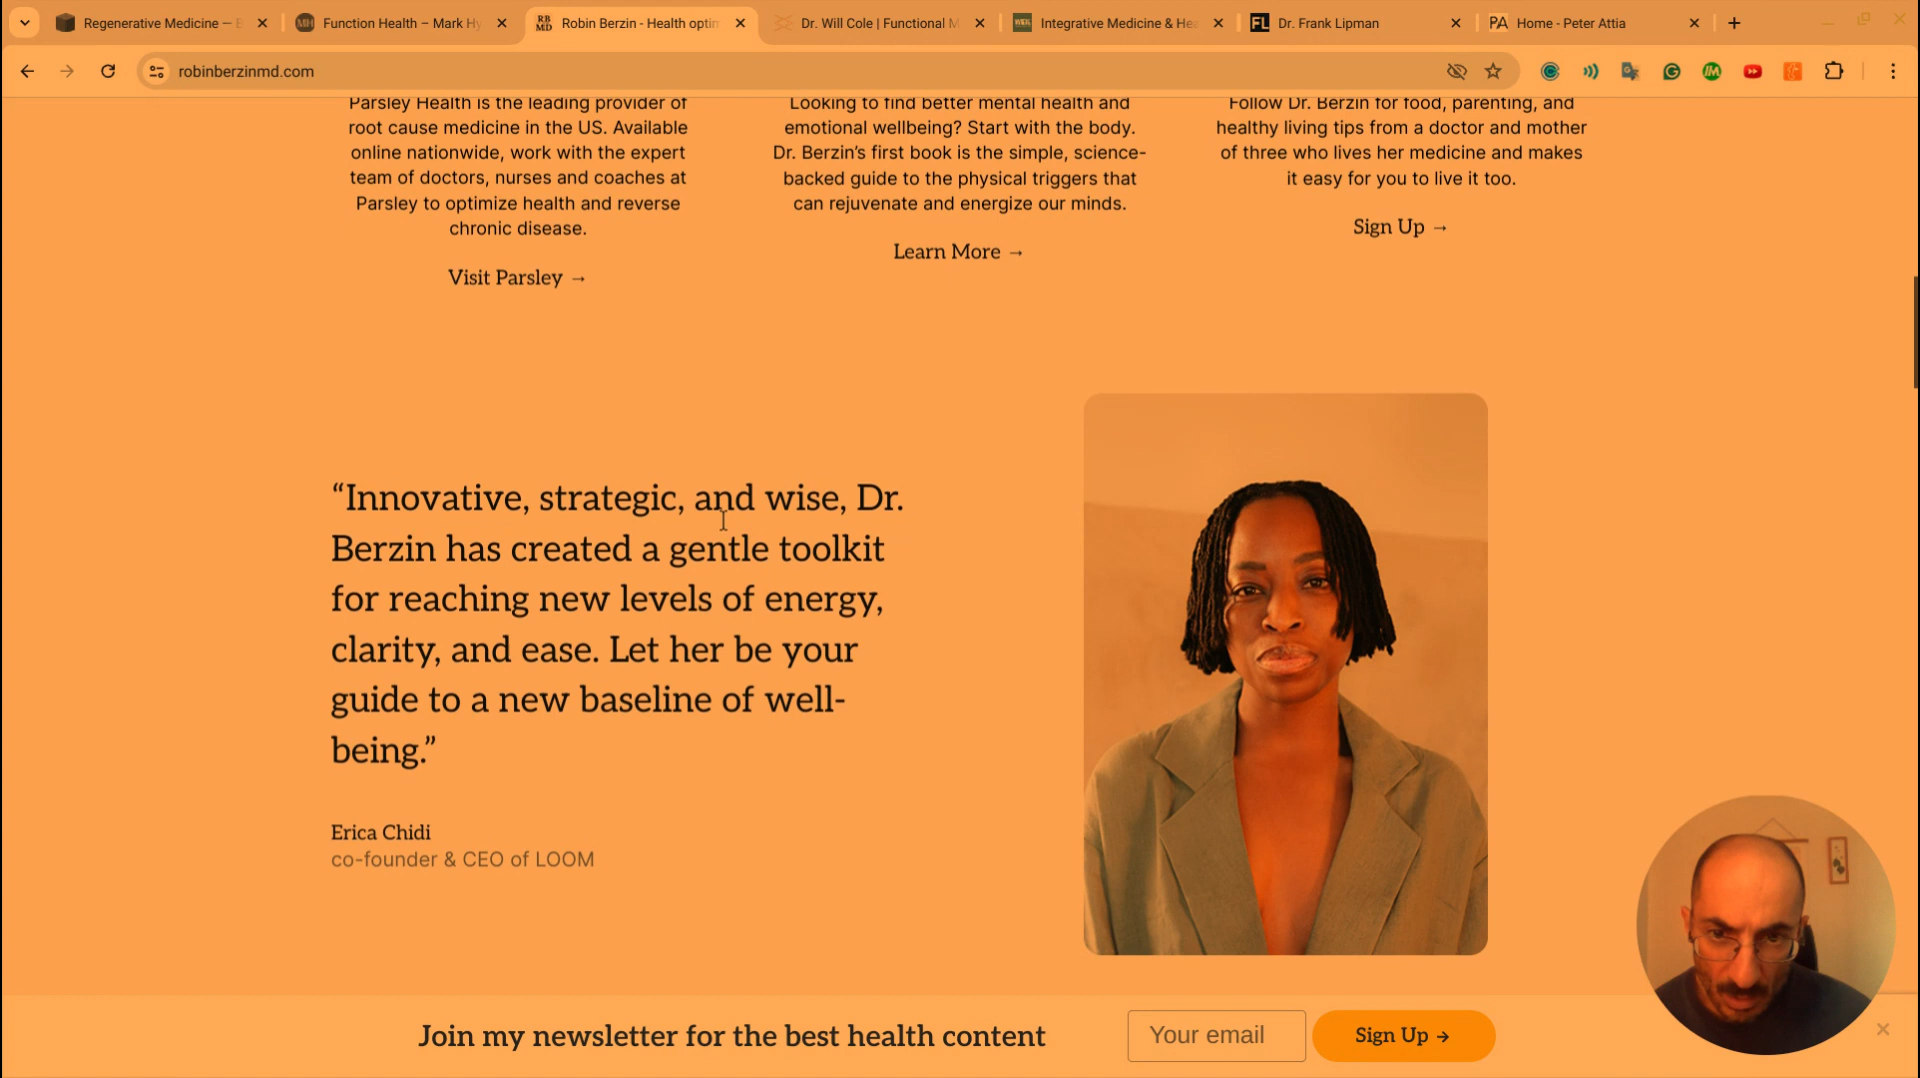 Regenerative Medicine —
Function Health – Mark Hy
RB
MD
Robin Berzin - Health optim
Dr. Will Cole | Functional M
Integrative Medicine & Hea
FL
Dr. Frank Lipman
PA
Home - Peter Attia
robinberzinmd.com
Parsley Health is the leading provider of
root cause medicine in the US. Available
online nationwide, work with the expert
team of doctors, nurses and coaches at
Parsley to optimize health and reverse
chronic disease.
Visit Parsley →
Looking to find better mental health and
emotional wellbeing? Start with the body.
Dr. Berzin’s first book is the simple, science-
backed guide to the physical triggers that
can rejuvenate and energize our minds.
Learn More →
Follow Dr. Berzin for food, parenting, and
healthy living tips from a doctor and mother
of three who lives her medicine and makes
it easy for you to live it too.
Sign Up →
“Innovative, strategic, and wise, Dr.
Berzin has created a gentle toolkit
for reaching new levels of energy,
clarity, and ease. Let her be your
guide to a new baseline of well-
being.”
Erica Chidi
co-founder & CEO of LOOM
Join my newsletter for the best health content
Your email
Sign Up →